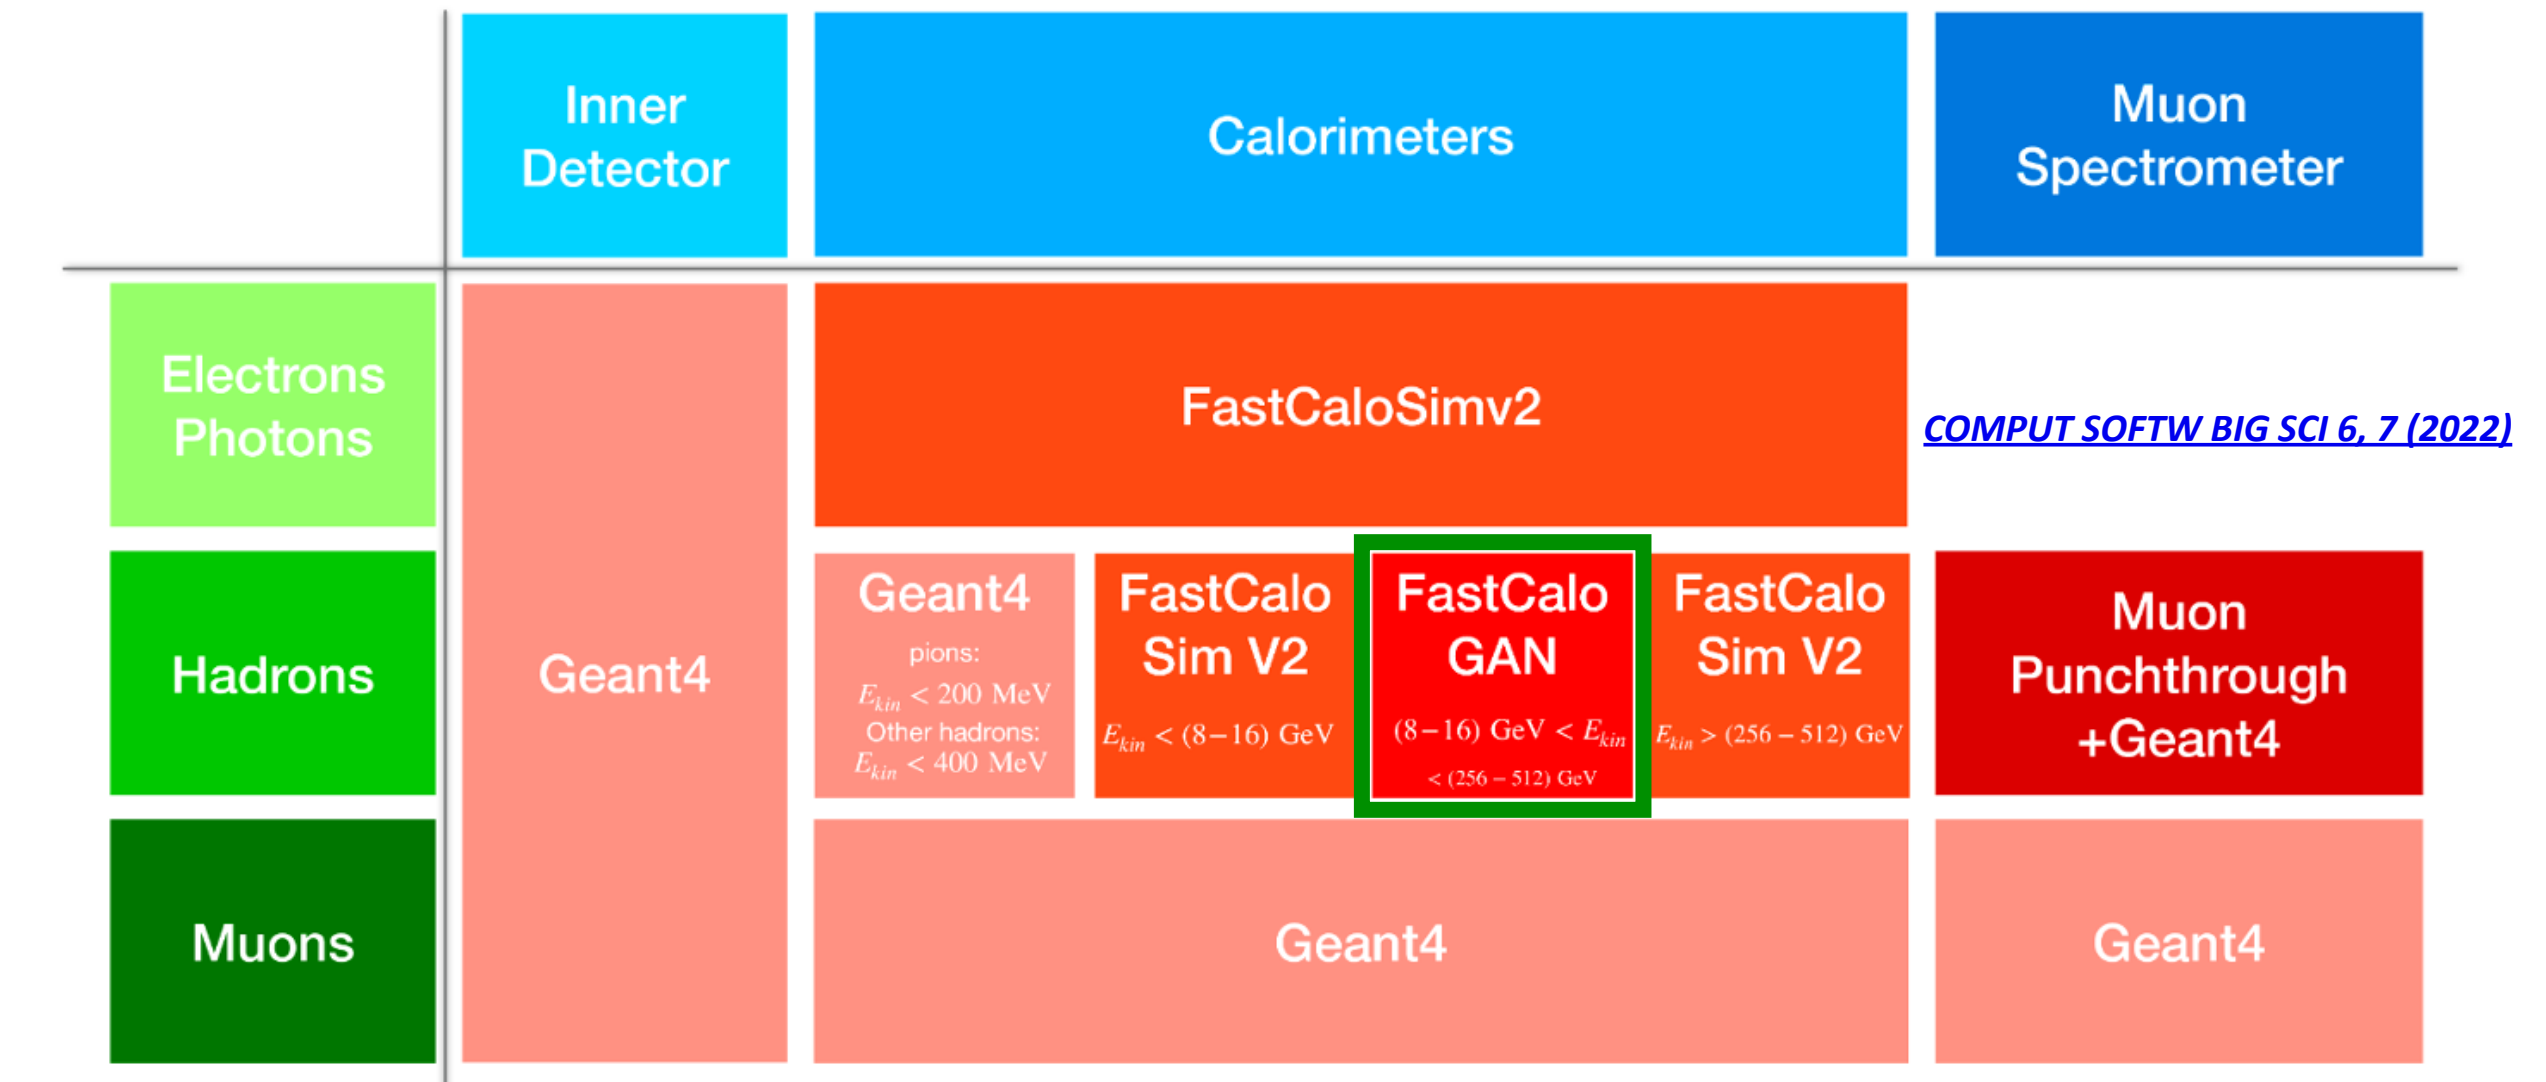 Inner
Detector
Calorimeters
Muon
Spectrometer
Electrons
Photons
FastCaloSimv2
COMPUT SOFTW BIG SCI 6, 7 (2022)
Hadrons
Geant4
Geant4
pions:
E_kin < 200 MeV
Other hadrons:
E_kin < 400 MeV
FastCalo
Sim V2
E_kin < (8−16) GeV
FastCalo
GAN
(8−16) GeV < E_kin
< (256 − 512) GeV
FastCalo
Sim V2
E_kin > (256 − 512) GeV
Muon
Punchthrough
+Geant4
Muons
Geant4
Geant4